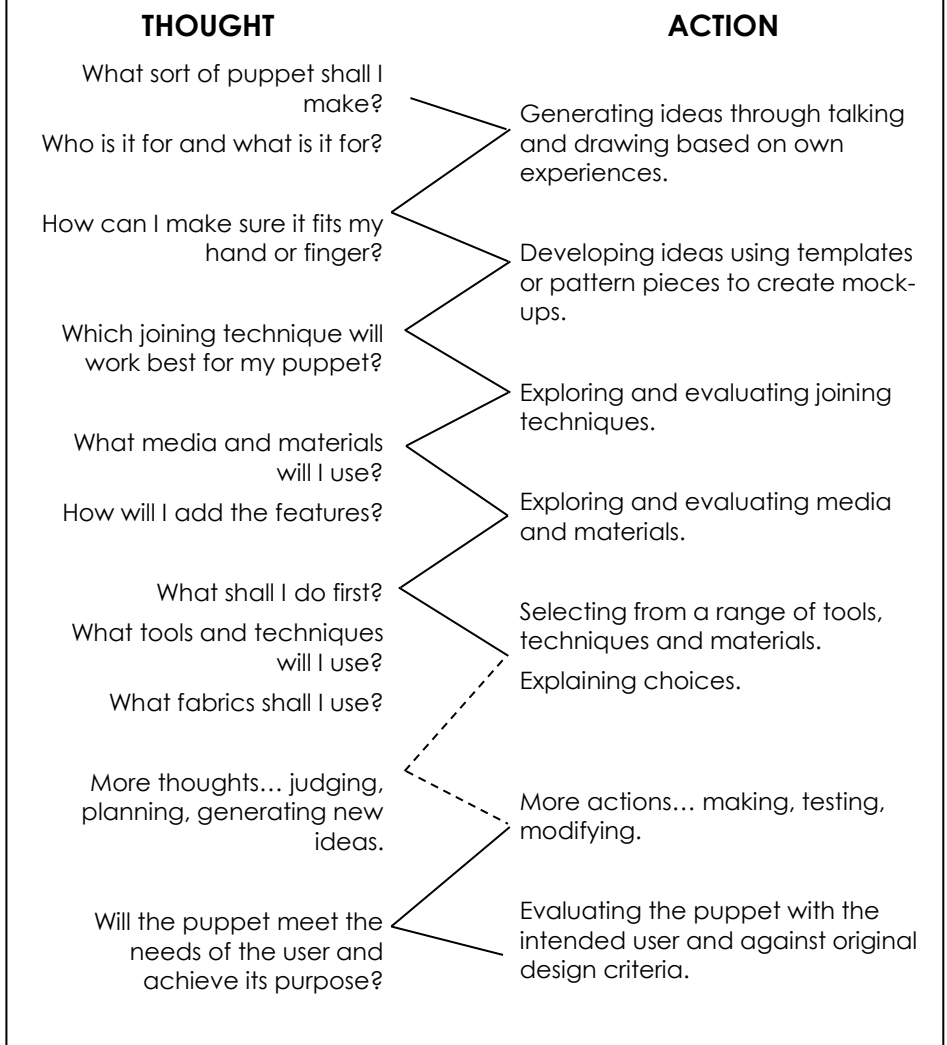 THOUGHT
ACTION
What sort of puppet shall I
make?
Who is it for and what is it for?
Generating ideas through talking
and drawing based on own
experiences.
How can I make sure it fits my
hand or finger?
Developing ideas using templates
or pattern pieces to create mock-
ups.
Which joining technique will
work best for my puppet?
Exploring and evaluating joining
techniques.
What media and materials
will I use?
How will I add the features?
Exploring and evaluating media
and materials.
What shall I do first?
What tools and techniques
will I use?
What fabrics shall I use?
Selecting from a range of tools,
techniques and materials.
Explaining choices.
More thoughts… judging,
planning, generating new
ideas.
More actions… making, testing,
modifying.
Will the puppet meet the
needs of the user and
achieve its purpose?
Evaluating the puppet with the
intended user and against original
design criteria.